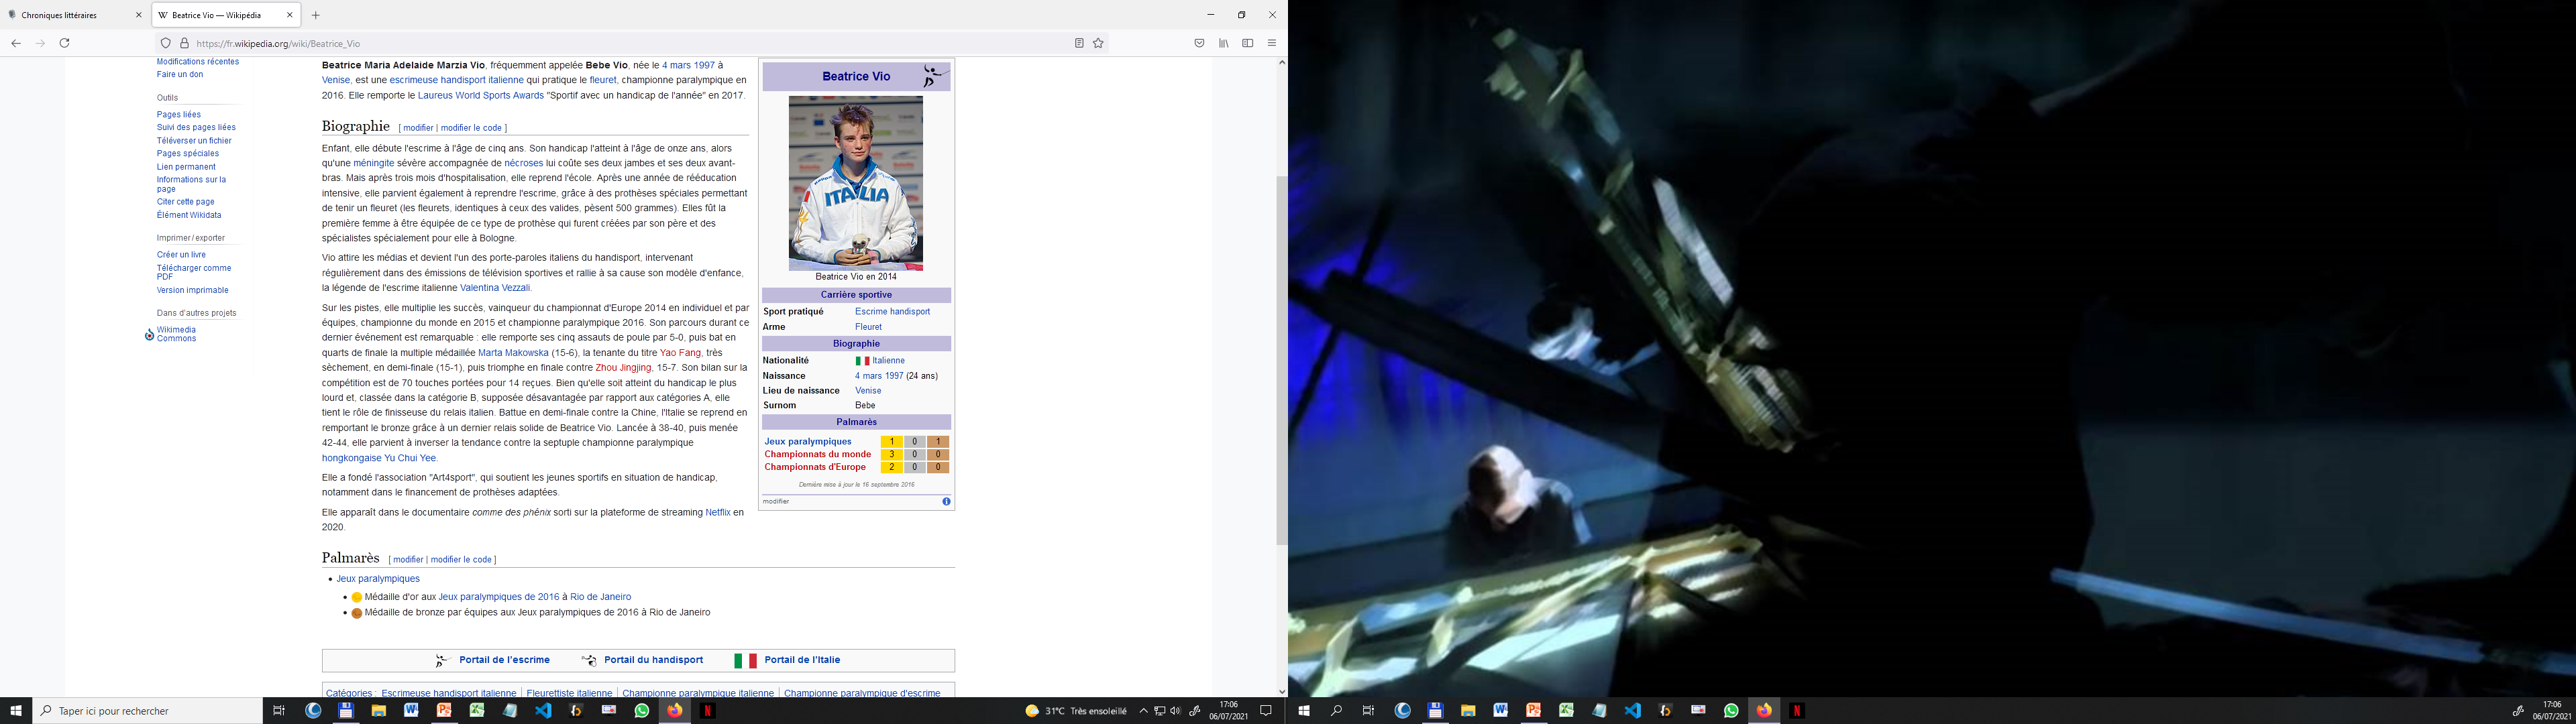 Chroniques littéraires
Beatrice Vio — Wikipédia
https://fr.wikipedia.org/wiki/Beatrice_Vio
Modifications récentes
Faire un don
Outils
Pages liées
Suivi des pages liées
Téléverser un fichier
Pages spéciales
Lien permanent
Informations sur la
page
Citer cette page
Élément Wikidata
Imprimer / exporter
Créer un livre
Télécharger comme
PDF
Version imprimable
Dans d'autres projets
Wikimedia
Commons
Beatrice Maria Adelaide Marzia Vio, fréquemment appelée Bebe Vio, née le 4 mars 1997 à
Venise, est une escrimeuse handisport italienne qui pratique le fleuret, championne paralympique en
2016. Elle remporte le Laureus World Sports Awards "Sportif avec un handicap de l'année" en 2017.
Biographie [ modifier | modifier le code ]
Enfant, elle débute l'escrime à l'âge de cinq ans. Son handicap l'atteint à l'âge de onze ans, alors
qu'une méningite sévère accompagnée de nécroses lui coûte ses deux jambes et ses deux avant-
bras. Mais après trois mois d'hospitalisation, elle reprend l'école. Après une année de rééducation
intensive, elle parvient également à reprendre l'escrime, grâce à des prothèses spéciales permettant
de tenir un fleuret (les fleurets, identiques à ceux des valides, pèsent 500 grammes). Elles fût la
première femme à être équipée de ce type de prothèse qui furent créées par son père et des
spécialistes spécialement pour elle à Bologne.
Vio attire les médias et devient l'un des porte-paroles italiens du handisport, intervenant
régulièrement dans des émissions de télévision sportives et rallie à sa cause son modèle d'enfance,
la légende de l'escrime italienne Valentina Vezzali.
Sur les pistes, elle multiplie les succès, vainqueur du championnat d'Europe 2014 en individuel et par
équipes, championne du monde en 2015 et championne paralympique 2016. Son parcours durant ce
dernier événement est remarquable : elle remporte ses cinq assauts de poule par 5-0, puis bat en
quarts de finale la multiple médaillée Marta Makowska (15-6), la tenante du titre Yao Fang, très
sèchement, en demi-finale (15-1), puis triomphe en finale contre Zhou Jingjing, 15-7. Son bilan sur la
compétition est de 70 touches portées pour 14 reçues. Bien qu'elle soit atteint du handicap le plus
lourd et, classée dans la catégorie B, supposée désavantagée par rapport aux catégories A, elle
tient le rôle de finisseuse du relais italien. Battue en demi-finale contre la Chine, l'Italie se reprend en
remportant le bronze grâce à un dernier relais solide de Beatrice Vio. Lancée à 38-40, puis menée
42-44, elle parvient à inverser la tendance contre la septuple championne paralympique
hongkongaise Yu Chui Yee.
Elle a fondé l'association "Art4sport", qui soutient les jeunes sportifs en situation de handicap,
notamment dans le financement de prothèses adaptées.
Elle apparaît dans le documentaire comme des phénix sorti sur la plateforme de streaming Netflix en
2020.
Beatrice Vio
ITALIA
Beatrice Vio en 2014
Carrière sportive
Sport pratiqué Escrime handisport
Arme Fleuret
Biographie
Nationalité Italienne
Naissance 4 mars 1997 (24 ans)
Lieu de naissance Venise
Surnom Bebe
Palmarès
Jeux paralympiques 1 0 1
Championnats du monde 3 0 0
Championnats d'Europe 2 0 0
Dernière mise à jour le 16 septembre 2016
modifier
Palmarès [ modifier | modifier le code ]
Jeux paralympiques
Médaille d'or aux Jeux paralympiques de 2016 à Rio de Janeiro
Médaille de bronze par équipes aux Jeux paralympiques de 2016 à Rio de Janeiro
Portail de l'escrime Portail du handisport Portail de l'Italie
Catégories : Escrimeuse handisport italienne | Fleurettiste italienne | Championne paralympique italienne | Championne paralympique d'escrime
Taper ici pour rechercher
31°C Très ensoleillé
17:06
06/07/2021
17:06
06/07/2021